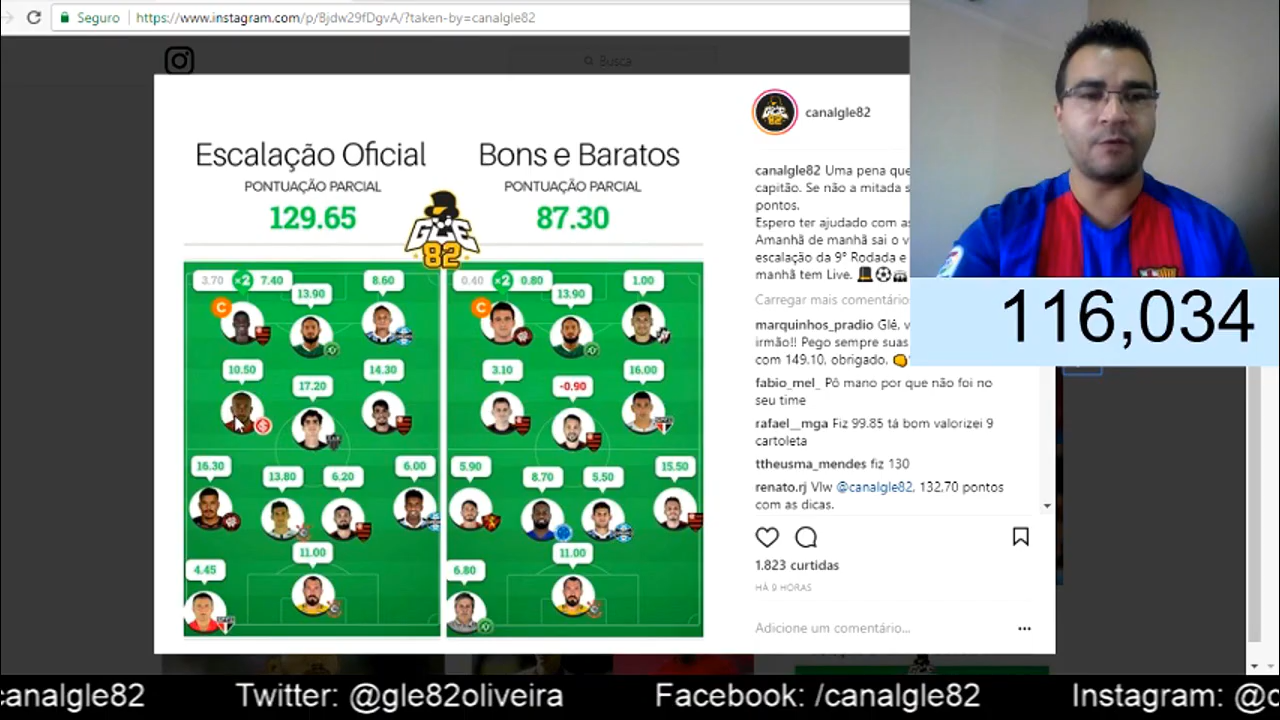 Seguro
https://www.instagram.com/p/Bjdw29fDgvA/?taken-by=canalgle82
Busca
Escalação Oficial
PONTUAÇÃO PARCIAL
129.65
Bons e Baratos
PONTUAÇÃO PARCIAL
87.30
GLE
82
3.70 x2 7.40
13.90
8.60
C
10.50
17.20
14.30
16.30
13.80
6.20
6.00
11.00
4.45
0.40 x2 0.80
13.90
1.00
C
3.10
-0.90
16.00
5.90
8.70
5.50
15.50
11.00
6.80
canalgle82
canalgle82 Uma pena que
capitão. Se não a mitada s
pontos.
Espero ter ajudado com as
Amanhã de manhã sai o v
escalação da 9° Rodada e
manhã tem Live.
Carregar mais comentário
marquinhos_pradio Glé, v
irmão!! Pego sempre suas
com 149.10, obrigado.
fabio_mel_ Pô mano por que não foi no
seu time
rafael__mga Fiz 99.85 tá bom valorizei 9
cartoleta
ttheusma_mendes fiz 130
renato.rj Vlw @canalgle82, 132,70 pontos
com as dicas.
1.823 curtidas
HÁ 9 HORAS
Adicione um comentário...
116,034
canalgle82 Twitter: @gle82oliveira Facebook: /canalgle82 Instagram: @c